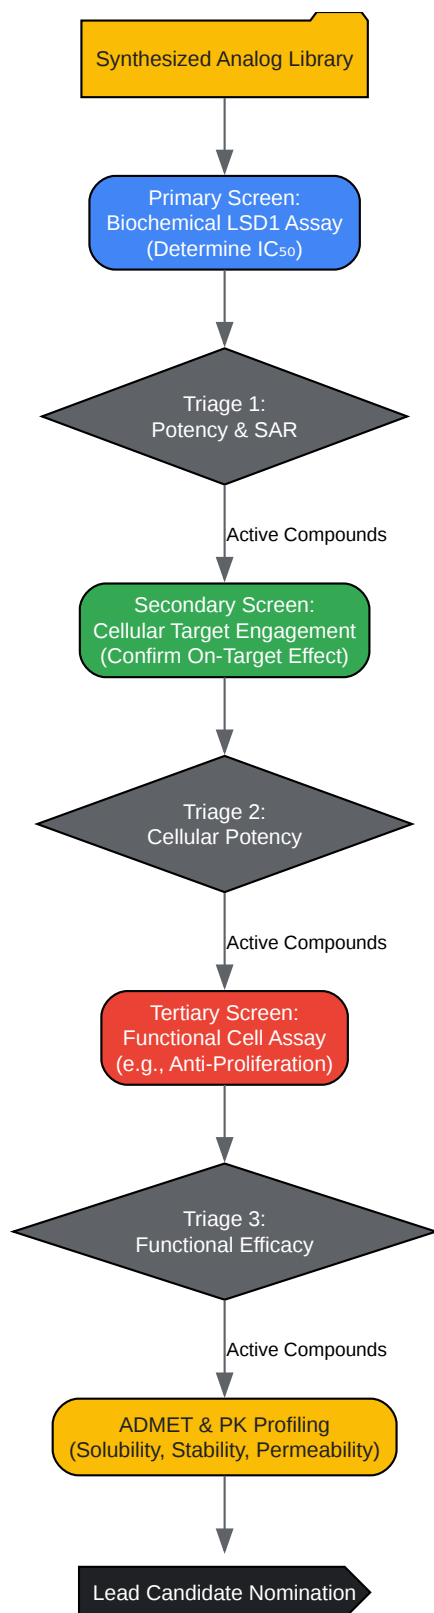 Synthesized Analog Library
Primary Screen:
Biochemical LSD1 Assay
(Determine IC₅₀)
Triage 1:
Potency & SAR
Active Compounds
Secondary Screen:
Cellular Target Engagement
(Confirm On-Target Effect)
Triage 2:
Cellular Potency
Active Compounds
Tertiary Screen:
Functional Cell Assay
(e.g., Anti-Proliferation)
Triage 3:
Functional Efficacy
Active Compounds
ADMET & PK Profiling
(Solubility, Stability, Permeability)
Lead Candidate Nomination